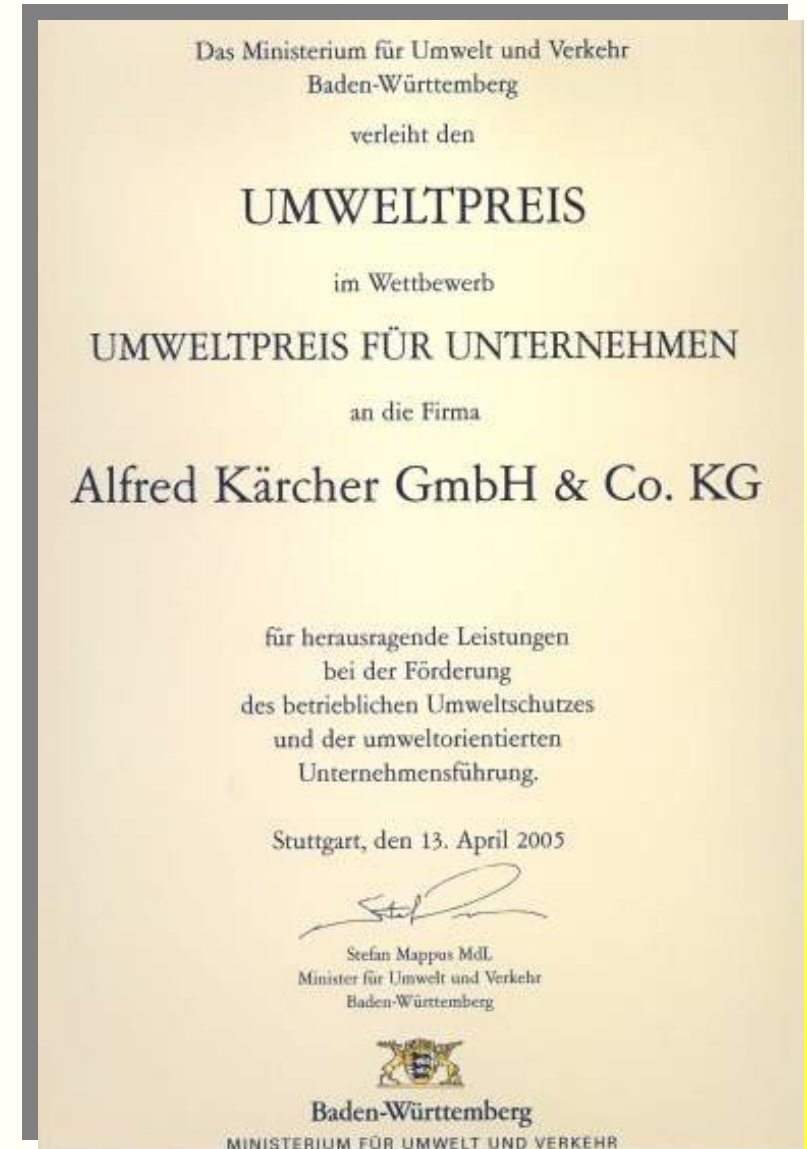 Das Ministerium für Umwelt und Verkehr
Baden-Württemberg
verleiht den
UMWELTPREIS
im Wettbewerb
UMWELTPREIS FÜR UNTERNEHMEN
an die Firma
Alfred Kärcher GmbH & Co. KG
für herausragende Leistungen
bei der Förderung
des betrieblichen Umweltschutzes
und der umweltorientierten
Unternehmensführung.
Stuttgart, den 13. April 2005
Stefan Mappus MdL
Minister für Umwelt und Verkehr
Baden-Württemberg
Baden-Württemberg
MINISTERIUM FÜR UMWELT UND VERKEHR